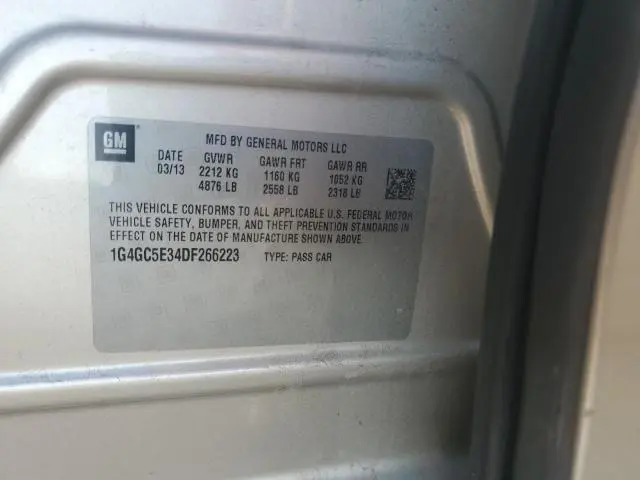 GM
MFD BY GENERAL MOTORS LLC
DATE GVWR GAWR FRT GAWR RR
03/13 2212 KG 1160 KG 1052 KG
4876 LB 2558 LB 2318 LB
THIS VEHICLE CONFORMS TO ALL APPLICABLE U.S. FEDERAL MOTOR
VEHICLE SAFETY, BUMPER, AND THEFT PREVENTION STANDARDS IN
EFFECT ON THE DATE OF MANUFACTURE SHOWN ABOVE.
1G4GC5E34DF266223 TYPE: PASS CAR